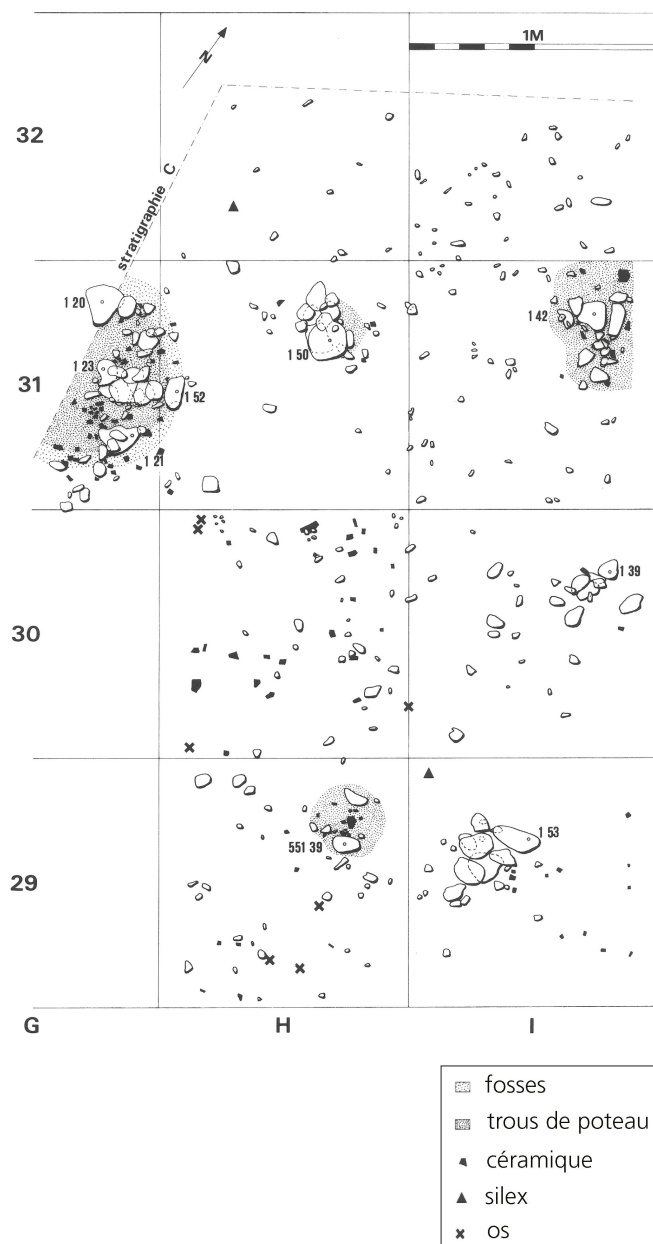 1M
N
32
stratigraphie C
1 20
1 42
1 50
1 23
31
1 52
1 21
1 39
30
551 39
1 53
29
G H I
fosses
trous de poteau
céramique
silex
os